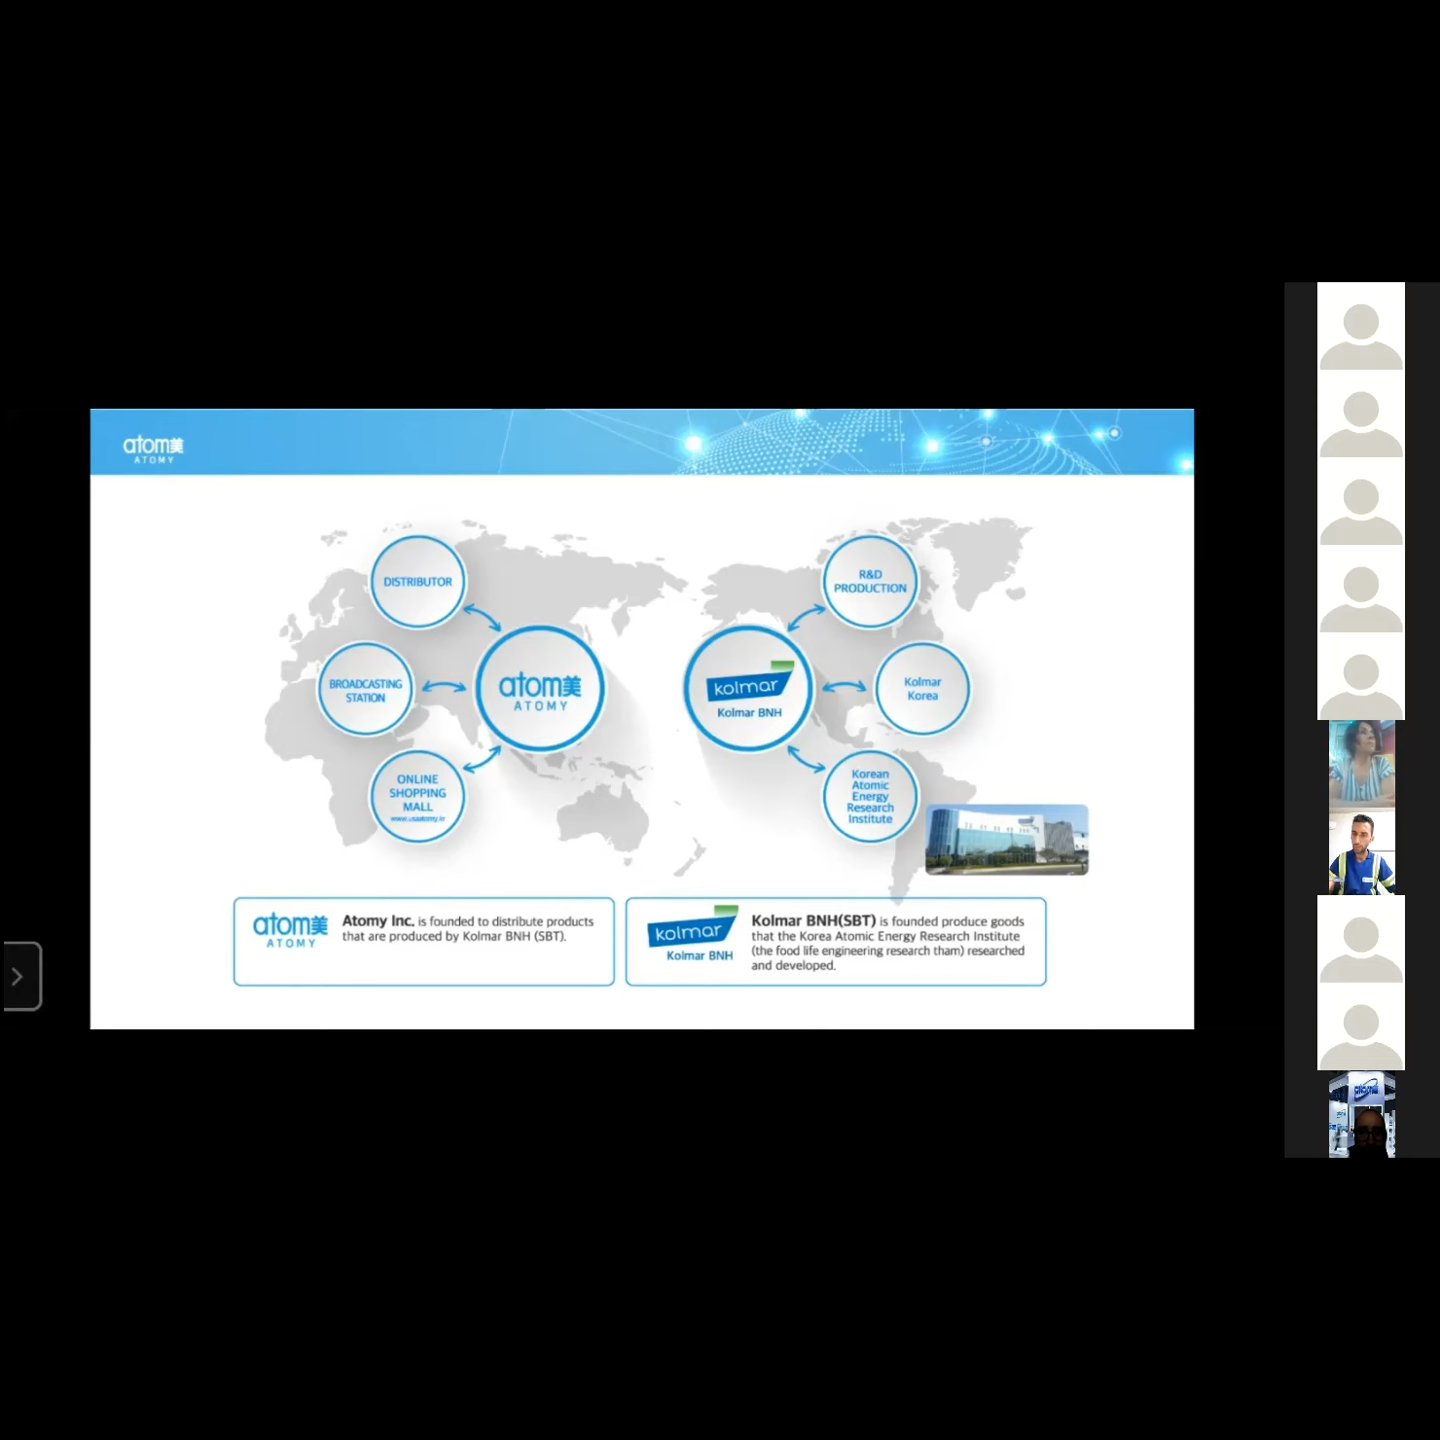 atom美
ATOMY
DISTRIBUTOR
BROADCASTING
STATION
ONLINE
SHOPPING
MALL
atom美
ATOMY
kolmar
Kolmar BNH
R&D
PRODUCTION
Kolmar
Korea
Korean
Atomic
Energy
Research
Institute
atom美
ATOMY
Atomy Inc. is founded to distribute products
that are produced by Kolmar BNH (SBT).
kolmar
Kolmar BNH
Kolmar BNH(SBT) is founded produce goods
that the Korea Atomic Energy Research Institute
(the food life engineering research tham) researched
and developed.